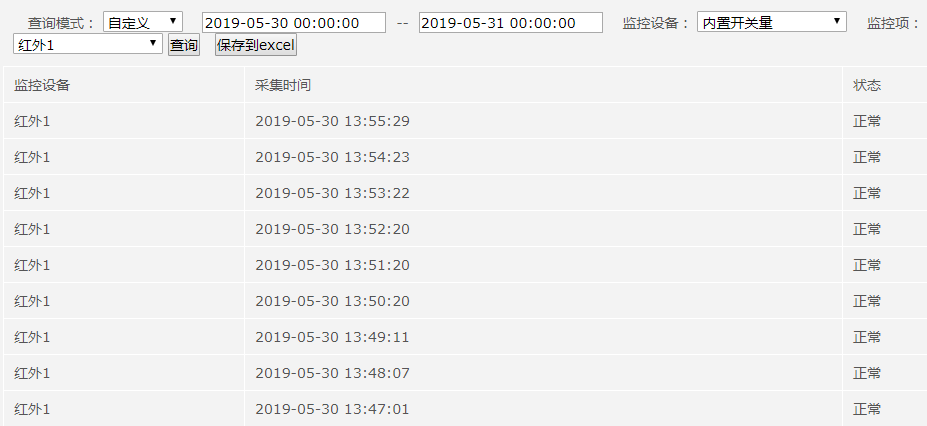 查询模式： 自定义 2019-05-30 00:00:00 -- 2019-05-31 00:00:00 监控设备： 内置开关量 监控项：
红外1 查询 保存到excel
监控设备 采集时间 状态
红外1 2019-05-30 13:55:29 正常
红外1 2019-05-30 13:54:23 正常
红外1 2019-05-30 13:53:22 正常
红外1 2019-05-30 13:52:20 正常
红外1 2019-05-30 13:51:20 正常
红外1 2019-05-30 13:50:20 正常
红外1 2019-05-30 13:49:11 正常
红外1 2019-05-30 13:48:07 正常
红外1 2019-05-30 13:47:01 正常